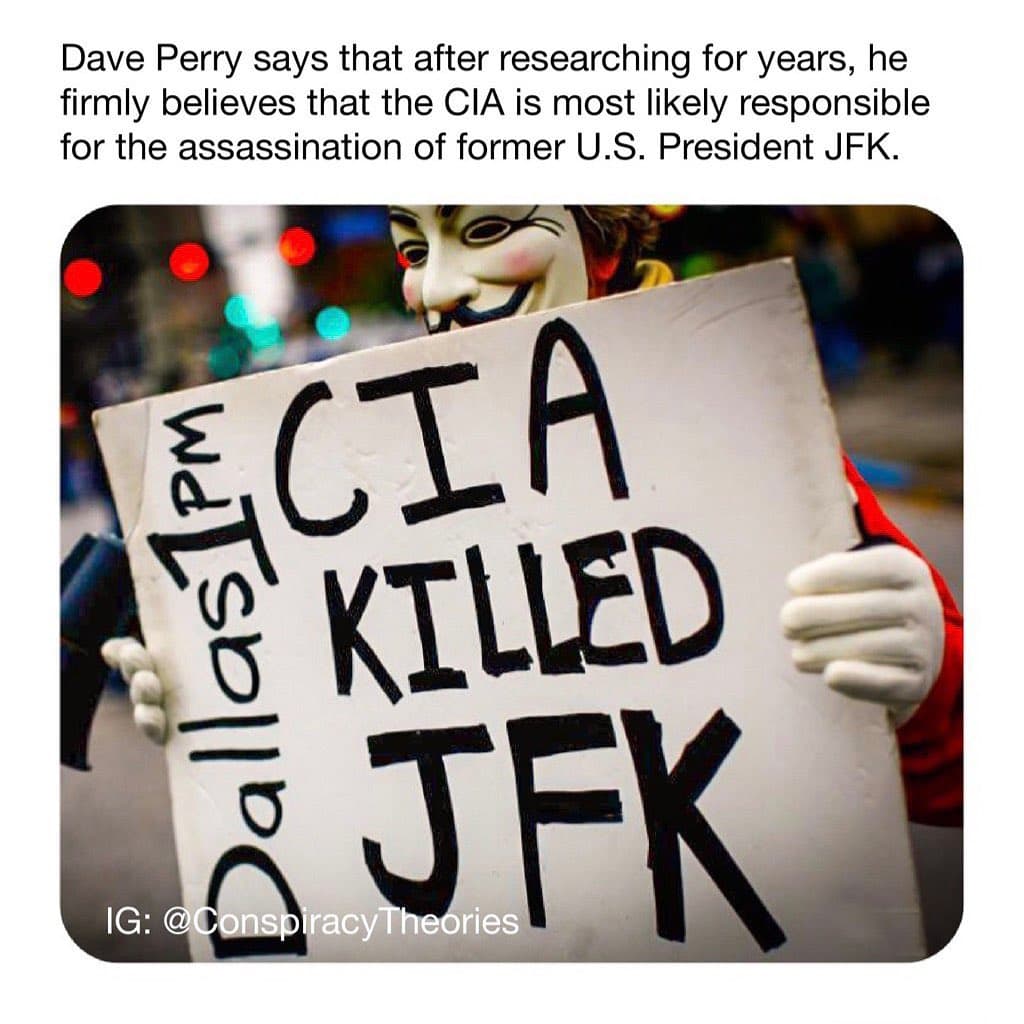 Dave Perry says that after researching for years, he
firmly believes that the CIA is most likely responsible
for the assassination of former U.S. President JFK.
Dallas 1pm
CIA
KILLED
JFK
IG: @ConspiracyTheories